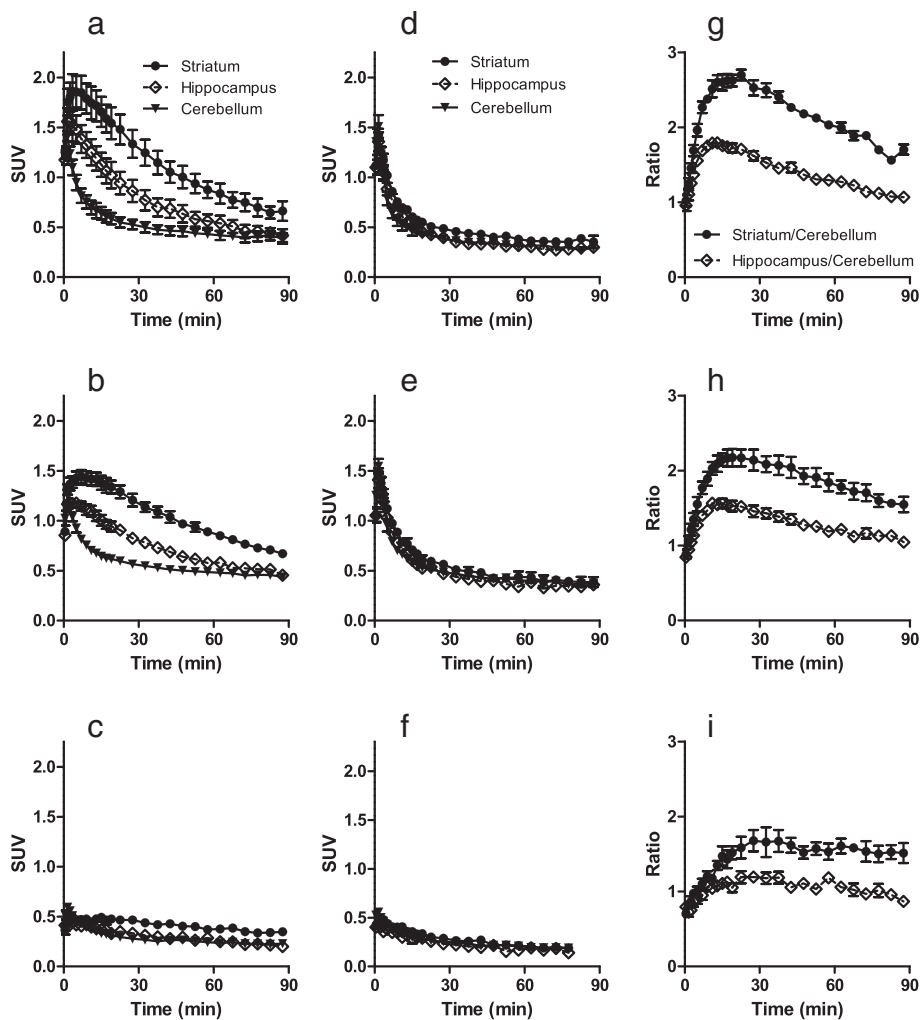 a
SUV
2.0
1.5
1.0
0.5
0.0
0 30 60 90
Time (min)
Striatum
Hippocampus
Cerebellum
d
SUV
2.0
1.5
1.0
0.5
0.0
0 30 60 90
Time (min)
Striatum
Hippocampus
Cerebellum
g
Ratio
3
2
1
0
0 30 60 90
Time (min)
Striatum/Cerebellum
Hippocampus/Cerebellum
b
SUV
2.0
1.5
1.0
0.5
0.0
0 30 60 90
Time (min)
e
SUV
2.0
1.5
1.0
0.5
0.0
0 30 60 90
Time (min)
h
Ratio
3
2
1
0
0 30 60 90
Time (min)
c
SUV
2.0
1.5
1.0
0.5
0.0
0 30 60 90
Time (min)
f
SUV
2.0
1.5
1.0
0.5
0.0
0 30 60 90
Time (min)
i
Ratio
3
2
1
0
0 30 60 90
Time (min)